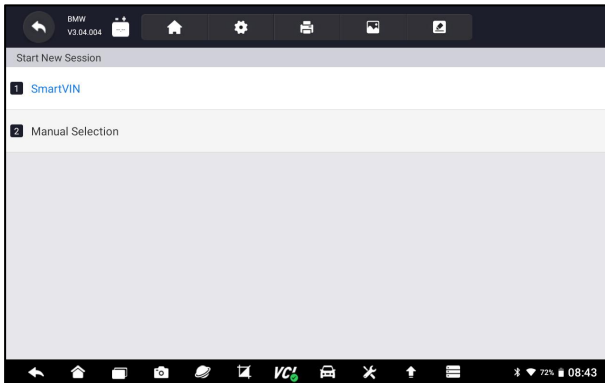 BMW
V3.04.004
--.--
Start New Session
1 SmartVIN
2 Manual Selection
VCI
72% 08:43